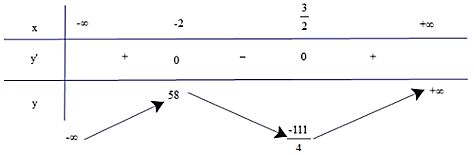 x -∞ -2 3/2 +∞
y' + 0 − 0 +
y -∞ 58 -111/4 +∞